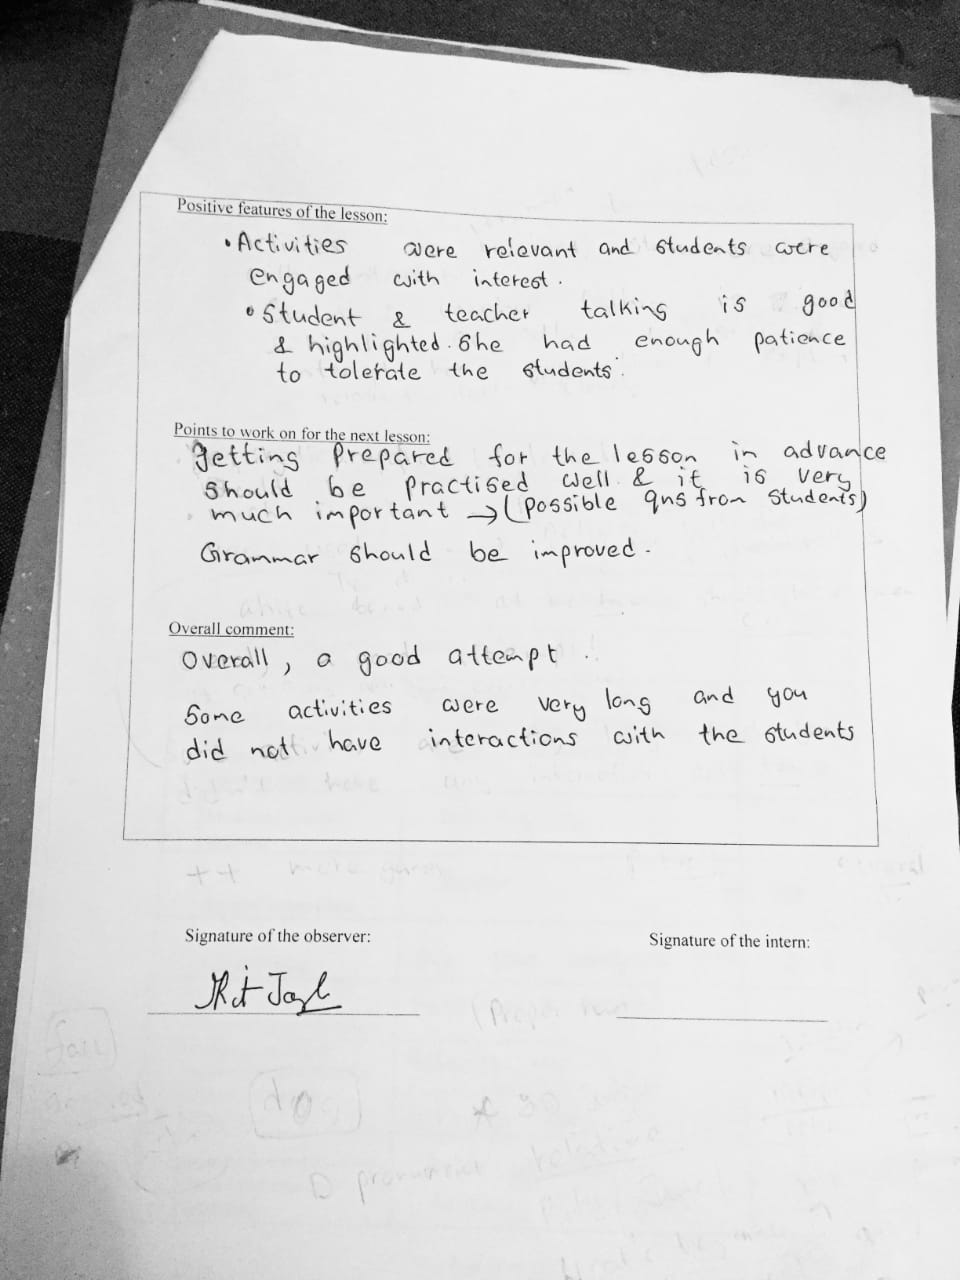 Positive features of the lesson:
• Activities were relevant and students were
engaged with interest.
• Student & teacher talking is good
& highlighted. She had enough patience
to tolerate the students.
Points to work on for the next lesson:
Getting prepared for the lesson in advance
should be practised well & it is very
much important → (possible qns from students)
Grammar should be improved.
Overall comment:
Overall, a good attempt.
Some activities were very long and you
did not have interactions with the students
Signature of the observer:
Signature of the intern: